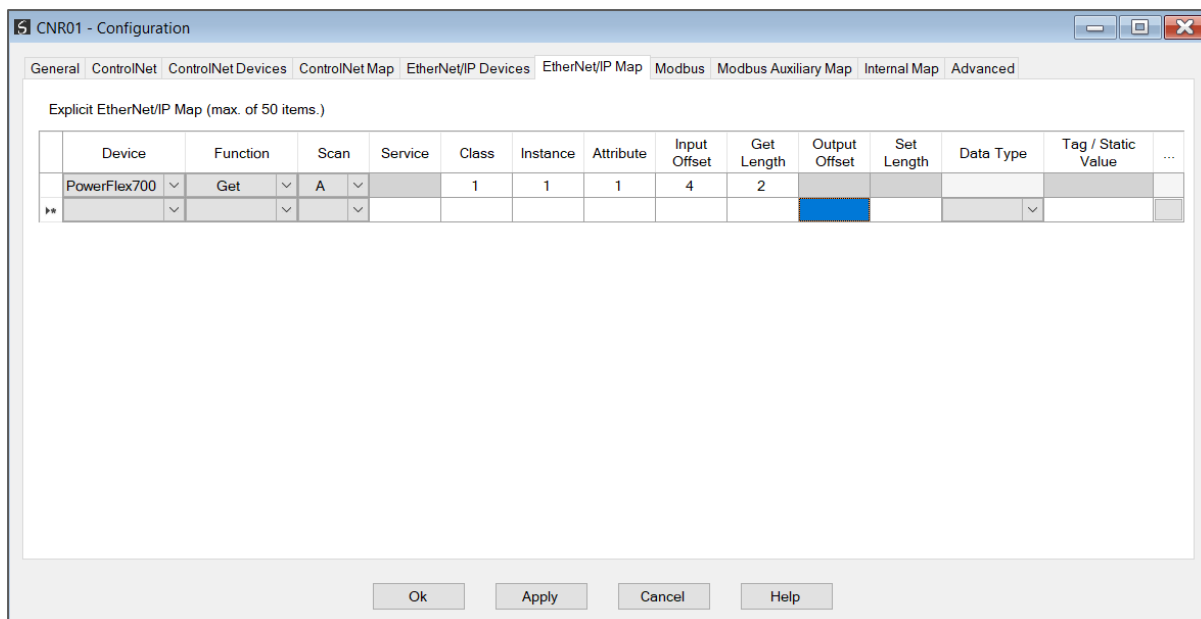 CNR01 - Configuration
General ControlNet ControlNet Devices ControlNet Map EtherNet/IP Devices EtherNet/IP Map Modbus Modbus Auxiliary Map Internal Map Advanced
Explicit EtherNet/IP Map (max. of 50 items.)
Device Function Scan Service Class Instance Attribute Input Offset Get Length Output Offset Set Length Data Type Tag / Static Value ...
PowerFlex700 Get A 1 1 1 4 2
Ok Apply Cancel Help